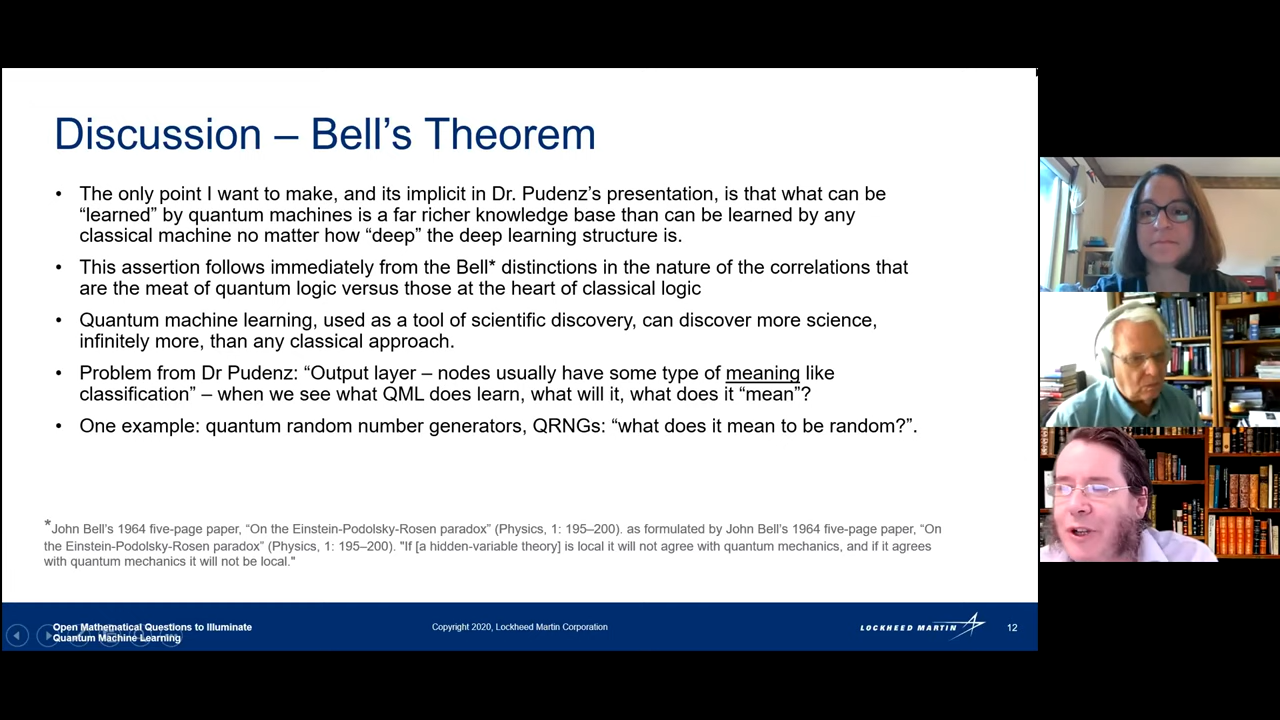 Discussion – Bell's Theorem
• The only point I want to make, and its implicit in Dr. Pudenz's presentation, is that what can be
“learned” by quantum machines is a far richer knowledge base than can be learned by any
classical machine no matter how “deep” the deep learning structure is.
• This assertion follows immediately from the Bell* distinctions in the nature of the correlations that
are the meat of quantum logic versus those at the heart of classical logic
• Quantum machine learning, used as a tool of scientific discovery, can discover more science,
infinitely more, than any classical approach.
• Problem from Dr Pudenz: “Output layer – nodes usually have some type of meaning like
classification” – when we see what QML does learn, what will it, what does it “mean”?
• One example: quantum random number generators, QRNGs: “what does it mean to be random?”.
*John Bell's 1964 five-page paper, “On the Einstein-Podolsky-Rosen paradox” (Physics, 1: 195–200). as formulated by John Bell's 1964 five-page paper, “On
the Einstein-Podolsky-Rosen paradox” (Physics, 1: 195–200). "If [a hidden-variable theory] is local it will not agree with quantum mechanics, and if it agrees
with quantum mechanics it will not be local."
Open Mathematical Questions to Illuminate
Quantum Machine Learning
Copyright 2020, Lockheed Martin Corporation
LOCKHEED MARTIN
12